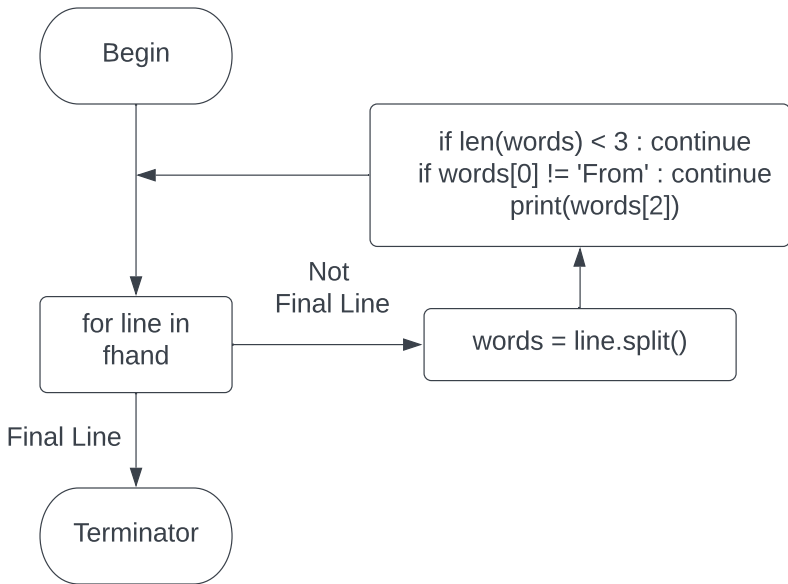 Begin
if len(words) < 3 : continue
if words[0] != 'From' : continue
print(words[2])
Not
Final Line
for line in
fhand
words = line.split()
Final Line
Terminator